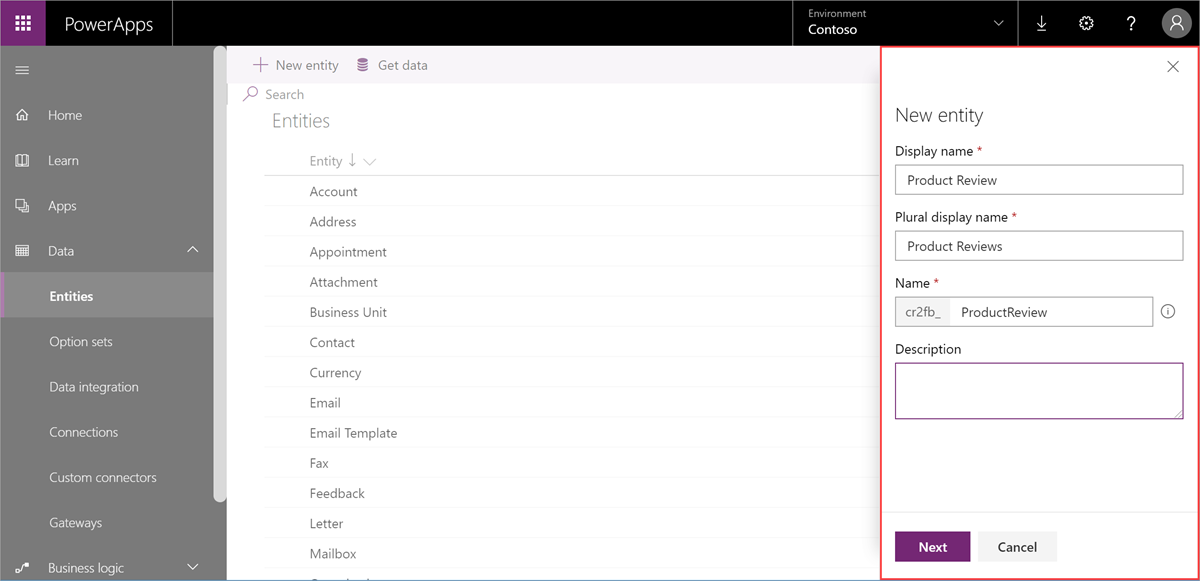 PowerApps
Environment
Contoso
?
Home
Learn
Apps
Data
Entities
Option sets
Data integration
Connections
Custom connectors
Gateways
Business logic
New entity
Get data
Search
Entities
Entity
Account
Address
Appointment
Attachment
Business Unit
Contact
Currency
Email
Email Template
Fax
Feedback
Letter
Mailbox
New entity
Display name *
Product Review
Plural display name *
Product Reviews
Name *
cr2fb_ ProductReview
Description
Next Cancel